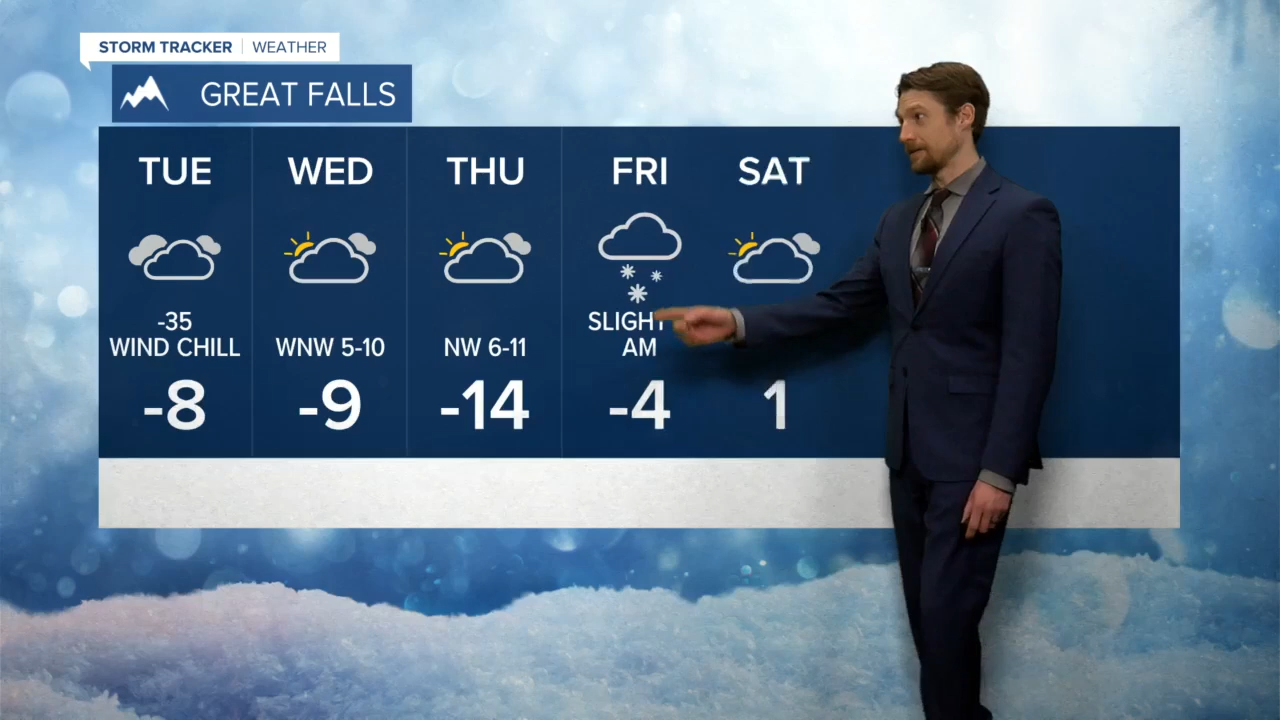 STORM TRACKER | WEATHER
GREAT FALLS
TUE
-35
WIND CHILL
-8
WED
WNW 5-10
-9
THU
NW 6-11
-14
FRI
SLIGHT
AM
-4
SAT
1